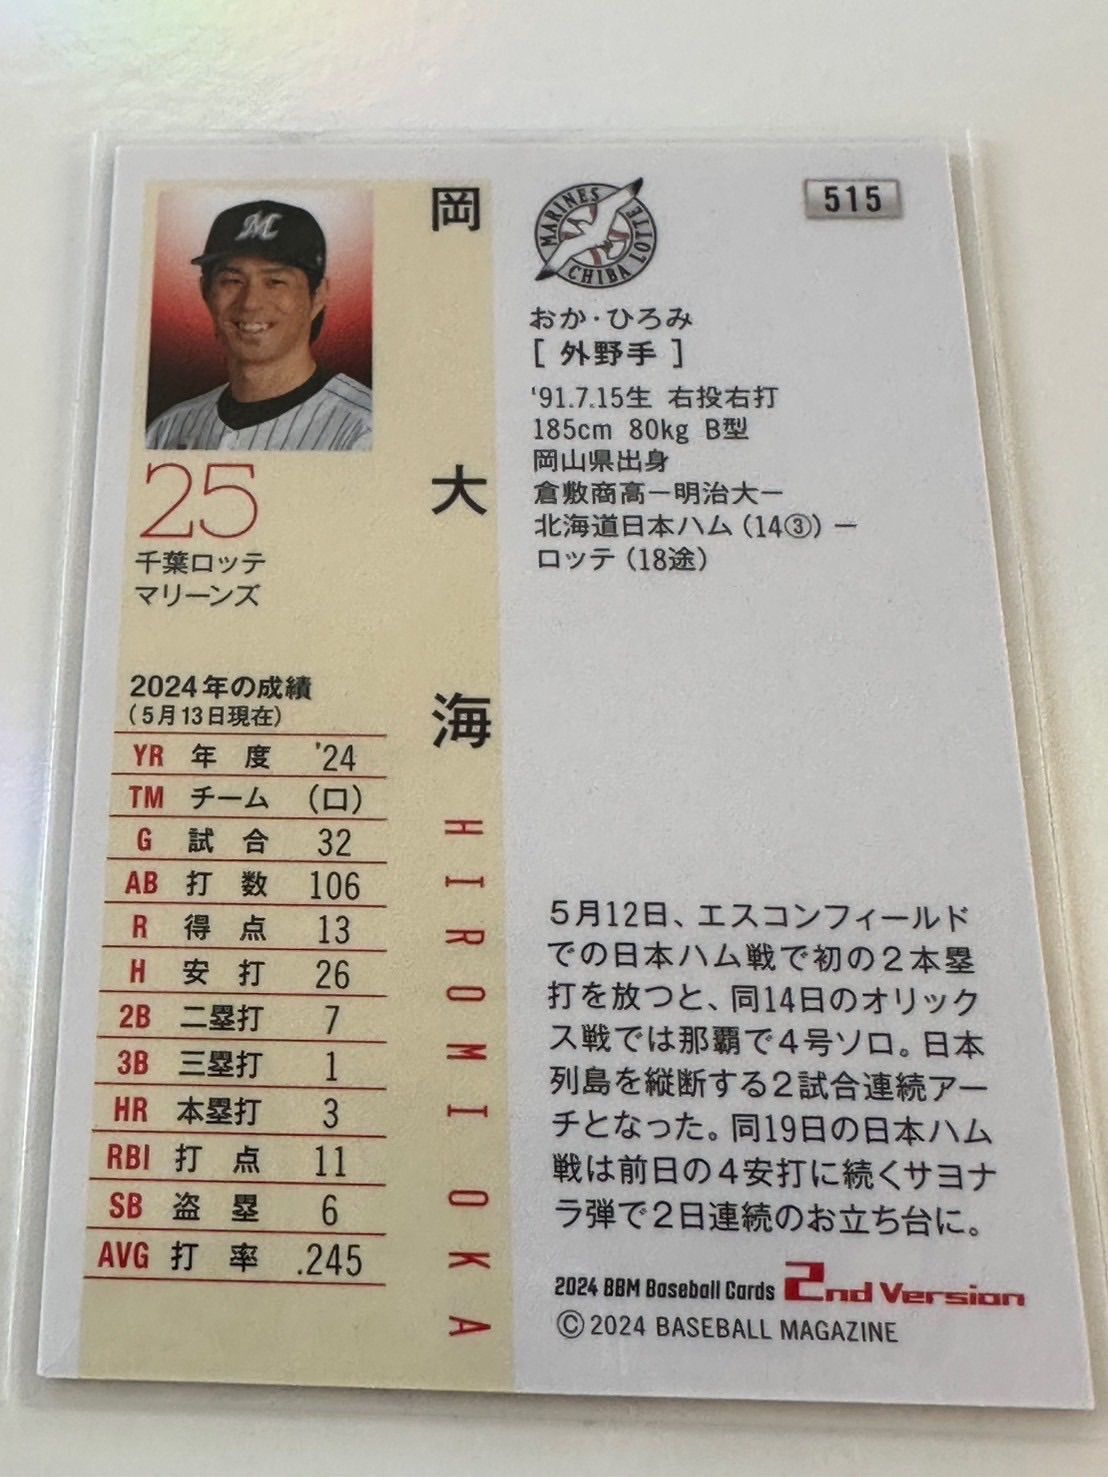 岡大海
HIROMI OKA
25
千葉ロッテ
マリーンズ
2024年の成績
(5月13日現在)
YR 年度 '24
TM チーム (ロ)
G 試合 32
AB 打数 106
R 得点 13
H 安打 26
2B 二塁打 7
3B 三塁打 1
HR 本塁打 3
RBI 打点 11
SB 盗塁 6
AVG 打率 .245
MARINES
CHIBA LOTTE
515
おか・ひろみ
[外野手]
'91.7.15生 右投右打
185cm 80kg B型
岡山県出身
倉敷商高ー明治大ー
北海道日本ハム(14③)ー
ロッテ(18途)
5月12日、エスコンフィールド
での日本ハム戦で初の2本塁
打を放つと、同14日のオリック
ス戦では那覇で4号ソロ。日本
列島を縦断する2試合連続アー
チとなった。同19日の日本ハム
戦は前日の4安打に続くサヨナ
ラ弾で2日連続のお立ち台に。
2024 BBM Baseball Cards 2nd Version
©2024 BASEBALL MAGAZINE
M